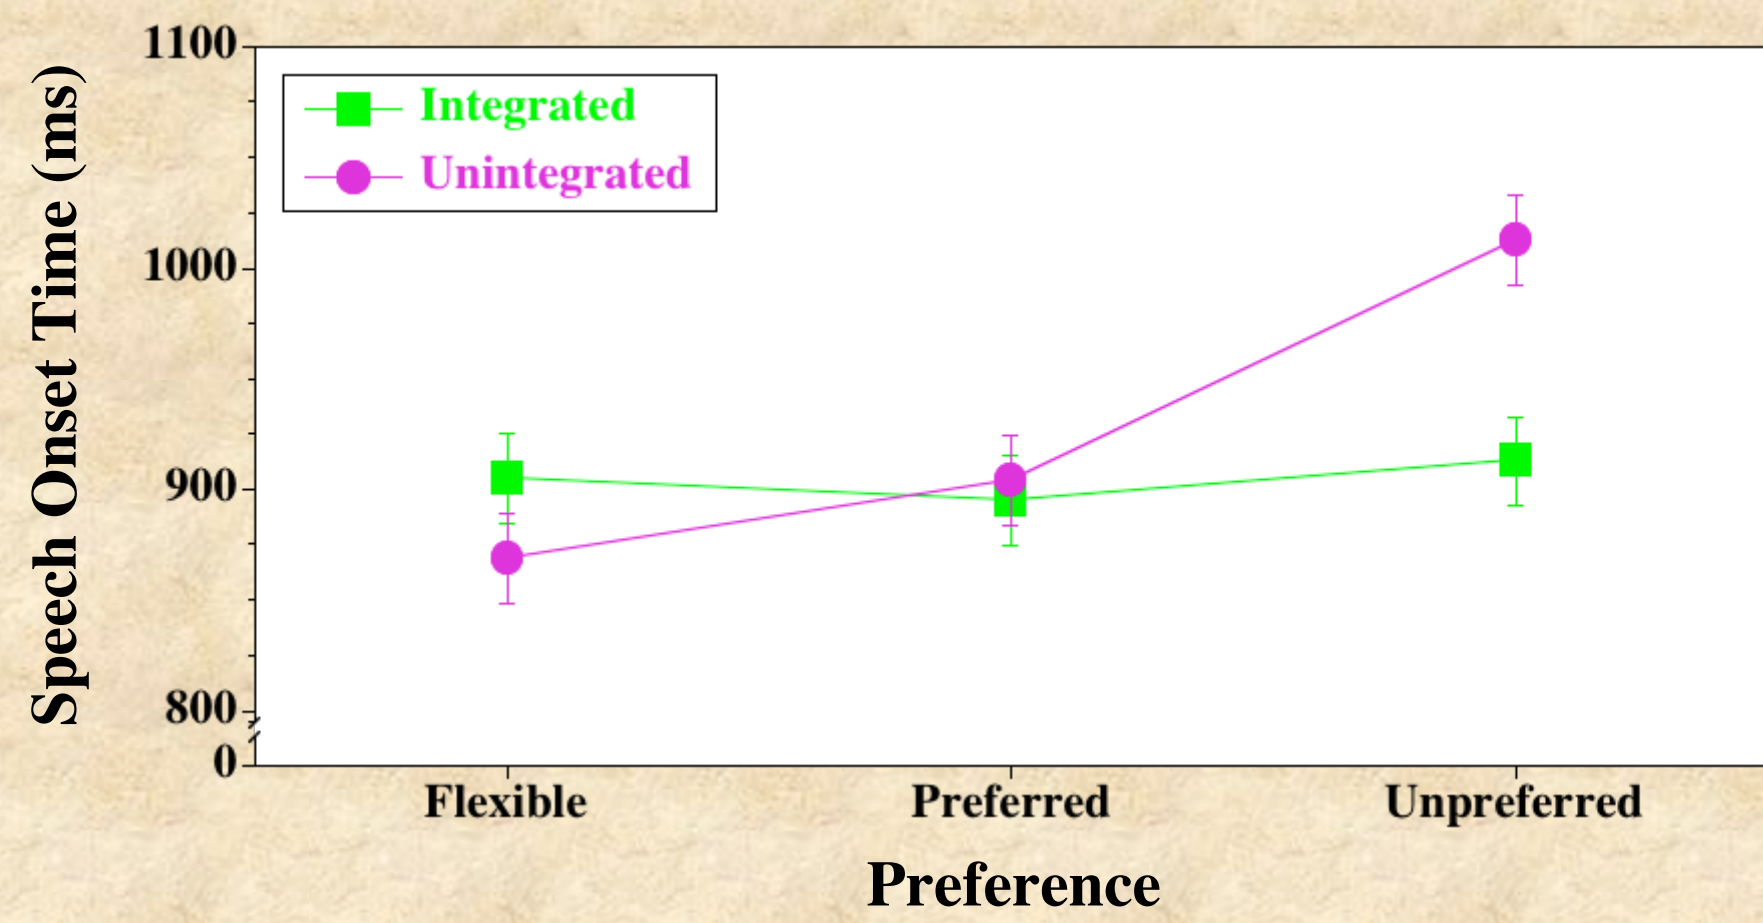 Speech Onset Time (ms)
1100
1000
900
800
0
Integrated
Unintegrated
Flexible
Preferred
Unpreferred
Preference